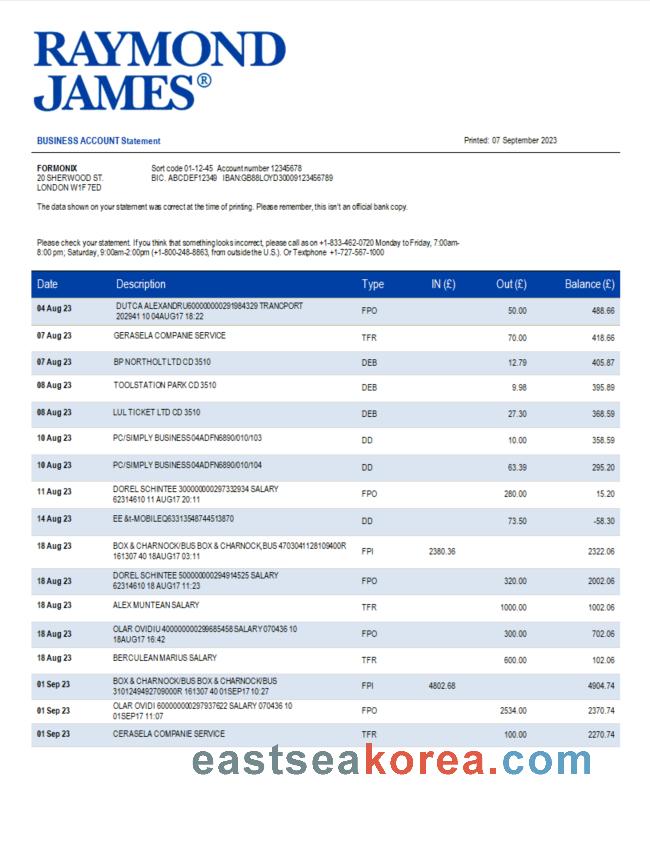 RAYMOND
JAMES®
BUSINESS ACCOUNT Statement
Printed: 07 September 2023
FORMONIX
Sort code 01-12-45 Account number 12345678
20 SHERWOOD ST.
BIC. ABCDEF12349 IBAN:GB88LOYD30009123456789
LONDON W1F 7ED
The data shown on your statement was correct at the time of printing. Please remember, this isn't an official bank copy.
Please check your statement. If you think that something looks incorrect, please call as on +1-833-462-0720 Monday to Friday, 7:00am-
8:00 pm; Saturday, 9:00am-2:00pm (+1-800-248-8863, from outside the U.S.). Or Textphone +1-727-567-1000
Date Description Type IN (£) Out (£) Balance (£)
04 Aug 23 DUTCA ALEXANDRU600000000291984329 TRANCPORT
202941 10 04AUG17 18:22 FPO 50.00 488.66
07 Aug 23 GERASELA COMPANIE SERVICE TFR 70.00 418.66
07 Aug 23 BP NORTHOLT LTD CD 3510 DEB 12.79 405.87
08 Aug 23 TOOLSTATION PARK CD 3510 DEB 9.98 395.89
08 Aug 23 LUL TICKET LTD CD 3510 DEB 27.30 368.59
10 Aug 23 PC/SIMPLY BUSINESS04ADFN6890/010/103 DD 10.00 358.59
10 Aug 23 PC/SIMPLY BUSINESS04ADFN6890/010/104 DD 63.39 295.20
11 Aug 23 DOREL SCHINTEE 300000000297332934 SALARY
62314610 11 AUG17 20:11 FPO 280.00 15.20
14 Aug 23 EE &t-MOBILEQ63313548744513870 DD 73.50 -58.30
18 Aug 23 BOX & CHARNOCK/BUS BOX & CHARNOCK,BUS 4703041128109400R
161307 40 18AUG17 03:11 FPI 2380.36 2322.06
18 Aug 23 DOREL SCHINTEE 500000000294914525 SALARY
62314610 18 AUG17 11:23 FPO 320.00 2002.06
18 Aug 23 ALEX MUNTEAN SALARY TFR 1000.00 1002.06
18 Aug 23 OLAR OVIDIU 400000000299685458 SALARY 070436 10
18AUG17 16:42 FPO 300.00 702.06
18 Aug 23 BERCULEAN MARIUS SALARY TFR 600.00 102.06
01 Sep 23 BOX & CHARNOCK/BUS BOX & CHARNOCK/BUS
3101249492709000R 161307 40 01SEP17 10:27 FPI 4802.68 4904.74
01 Sep 23 OLAR OVIDI 600000000297937622 SALARY 070436 10
01SEP17 11:07 FPO 2534.00 2370.74
01 Sep 23 CERASELA COMPANIE SERVICE TFR 100.00 2270.74
eastseakorea.com